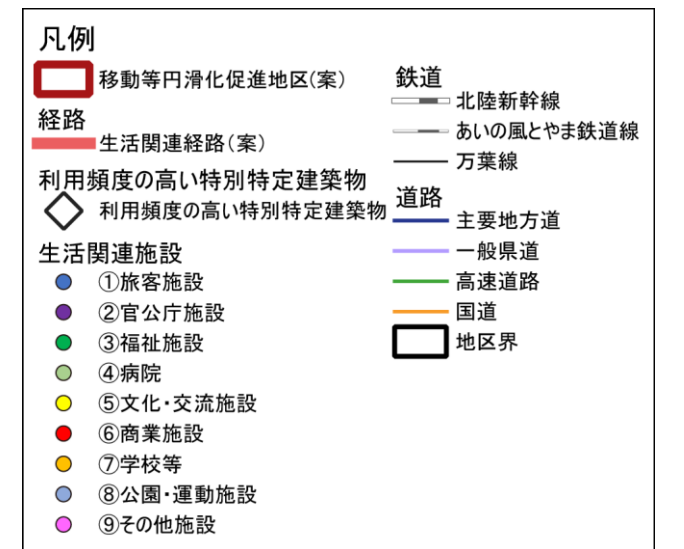 凡例
移動等円滑化促進地区(案)
経路
生活関連経路(案)
利用頻度の高い特別特定建築物
利用頻度の高い特別特定建築物
生活関連施設
①旅客施設
②官公庁施設
③福祉施設
④病院
⑤文化・交流施設
⑥商業施設
⑦学校等
⑧公園・運動施設
⑨その他施設
鉄道
北陸新幹線
あいの風とやま鉄道線
万葉線
道路
主要地方道
一般県道
高速道路
国道
地区界